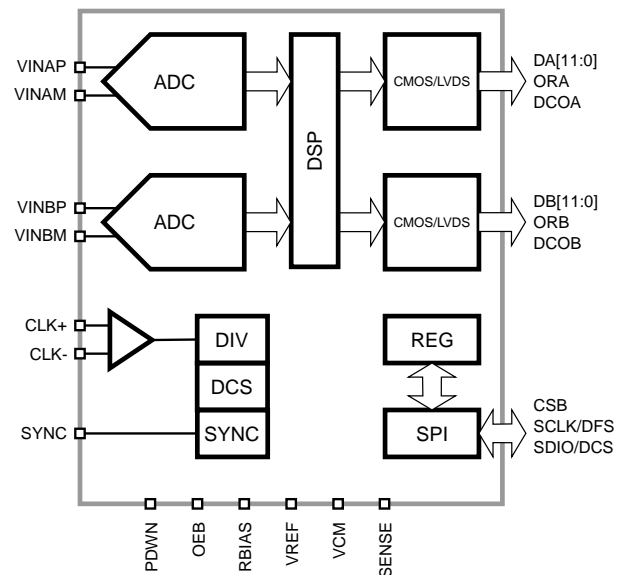 VINAP
VINAM
ADC
DSP
CMOS/LVDS
DA[11:0]
ORA
DCOA
VINBP
VINBM
ADC
CMOS/LVDS
DB[11:0]
ORB
DCOB
CLK+
CLK-
DIV
DCS
SYNC
SYNC
REG
SPI
CSB
SCLK/DFS
SDIO/DCS
PDWN
OEB
RBIAS
VREF
VCM
SENSE